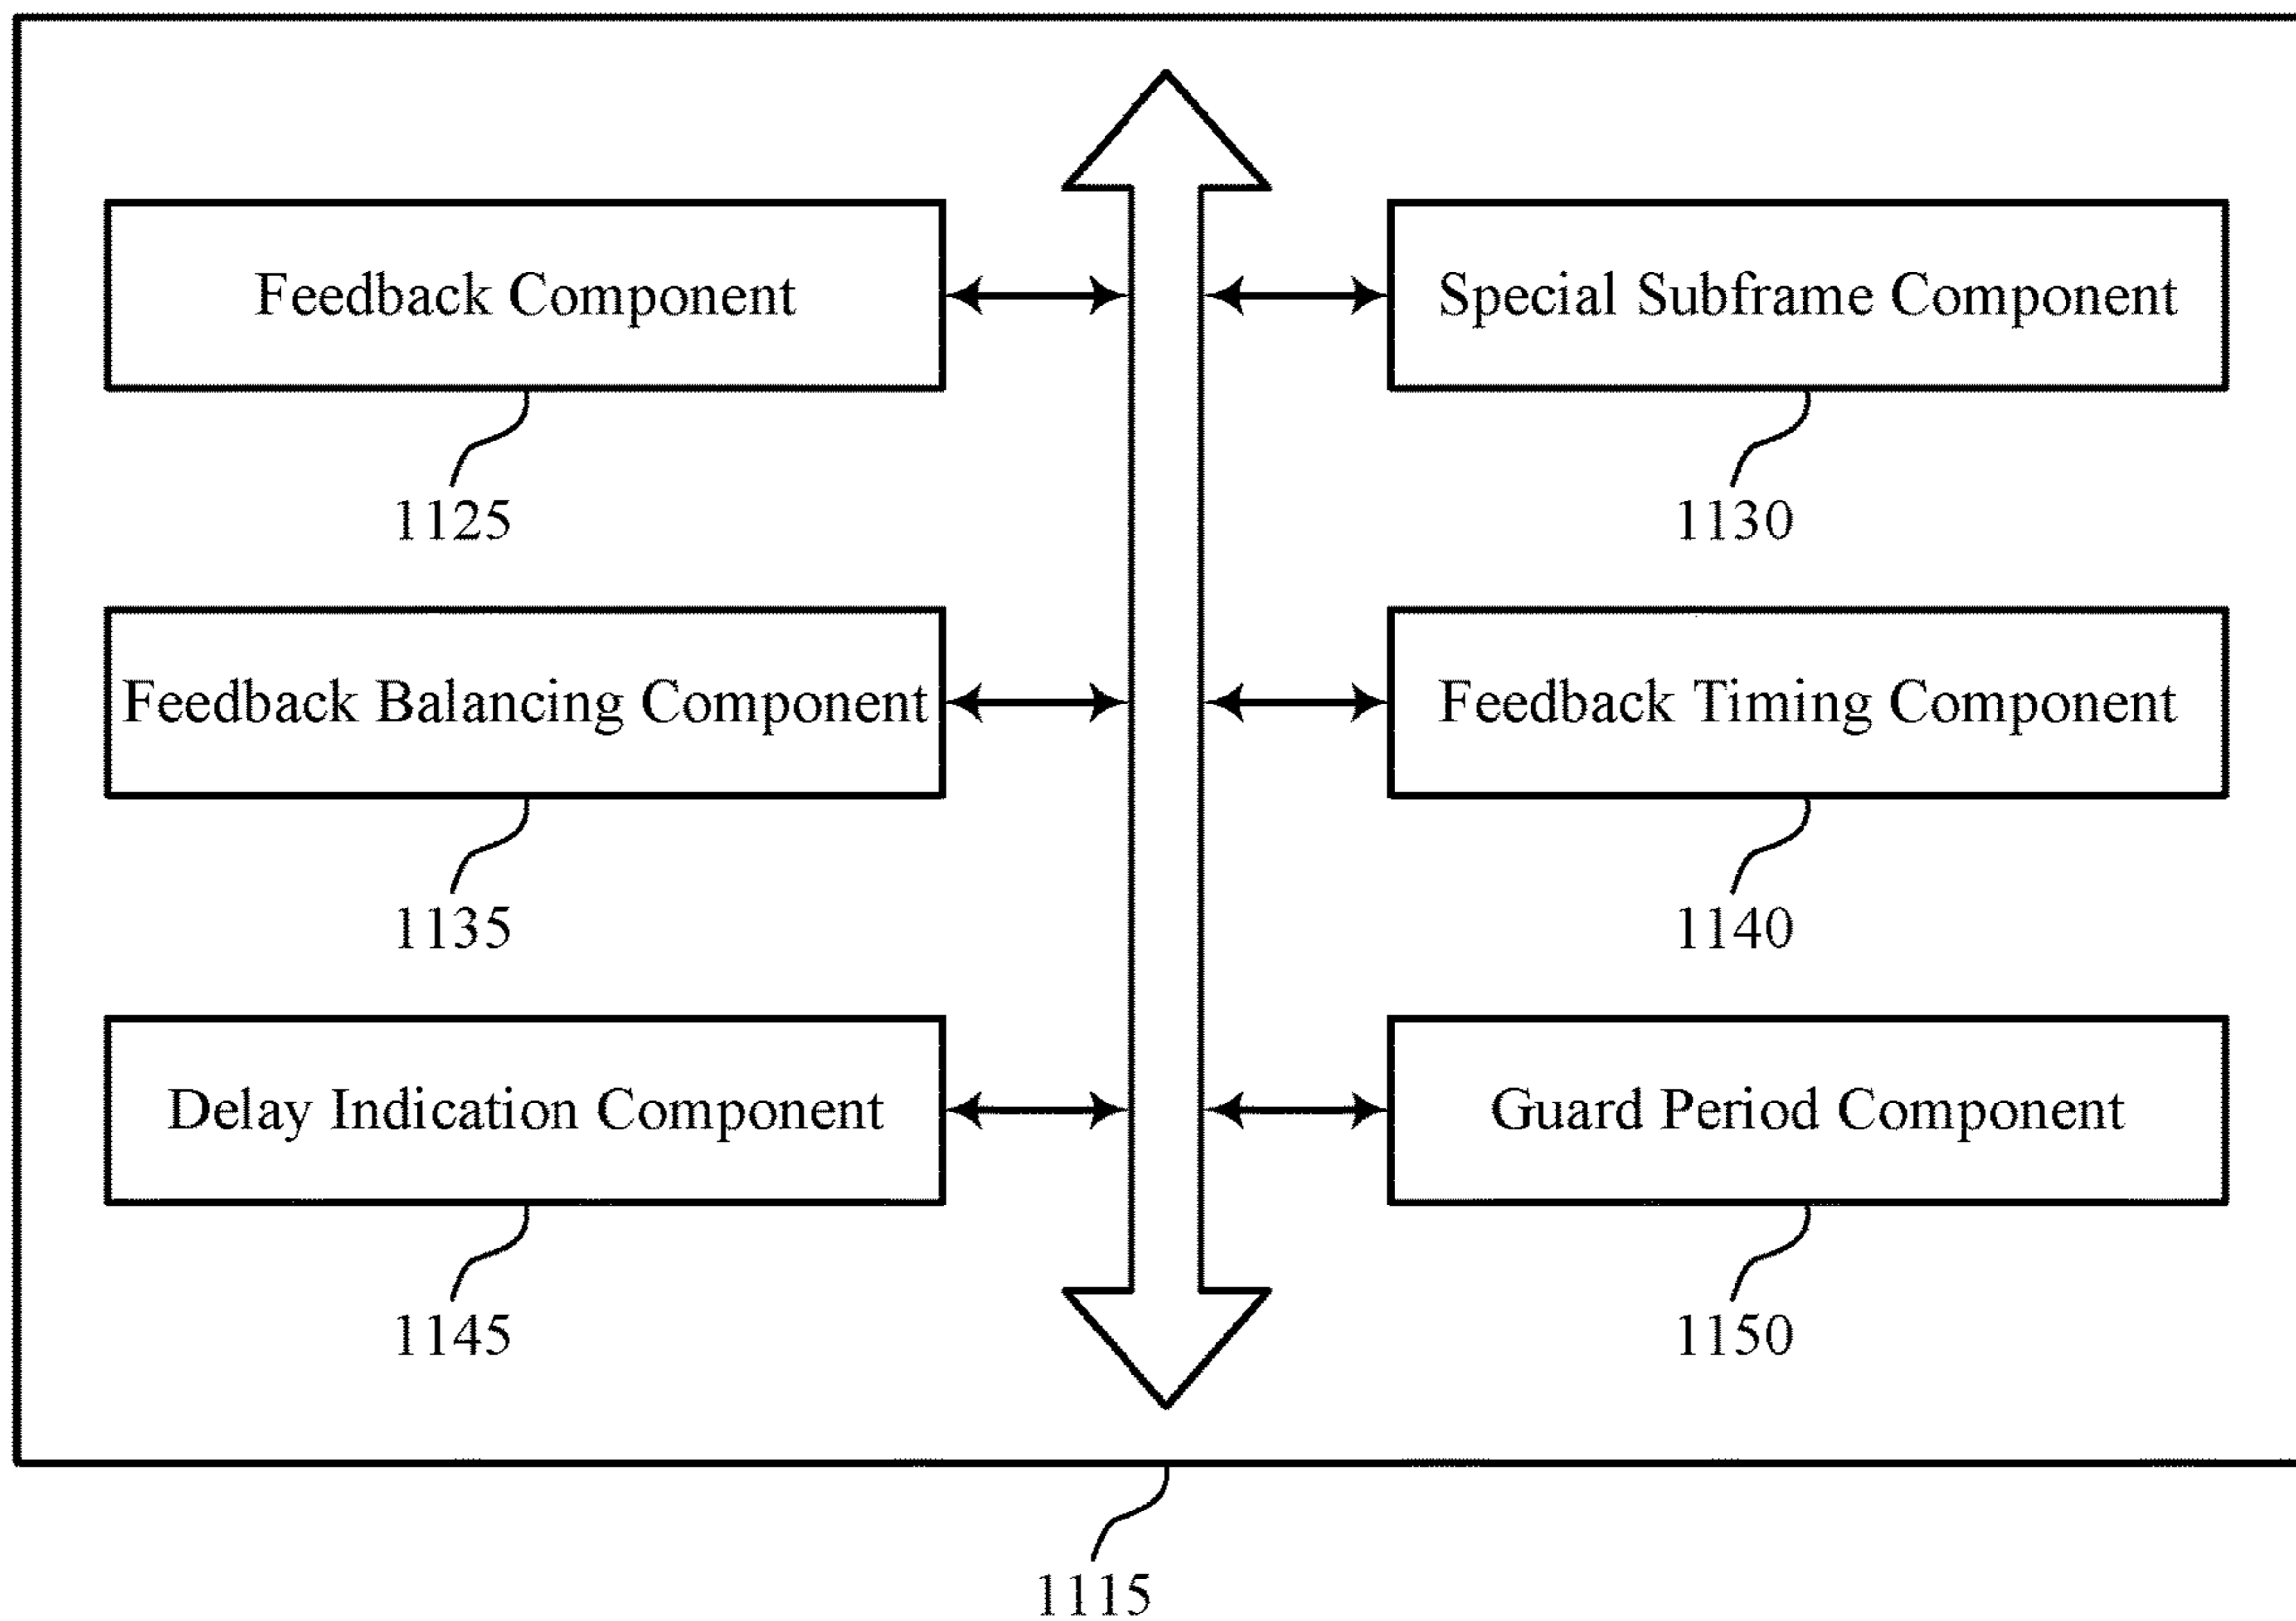 Feedback Component
Special Subframe Component
1125
1130
Feedback Balancing Component
Feedback Timing Component
1135
1140
Delay Indication Component
Guard Period Component
1145
1150
1115